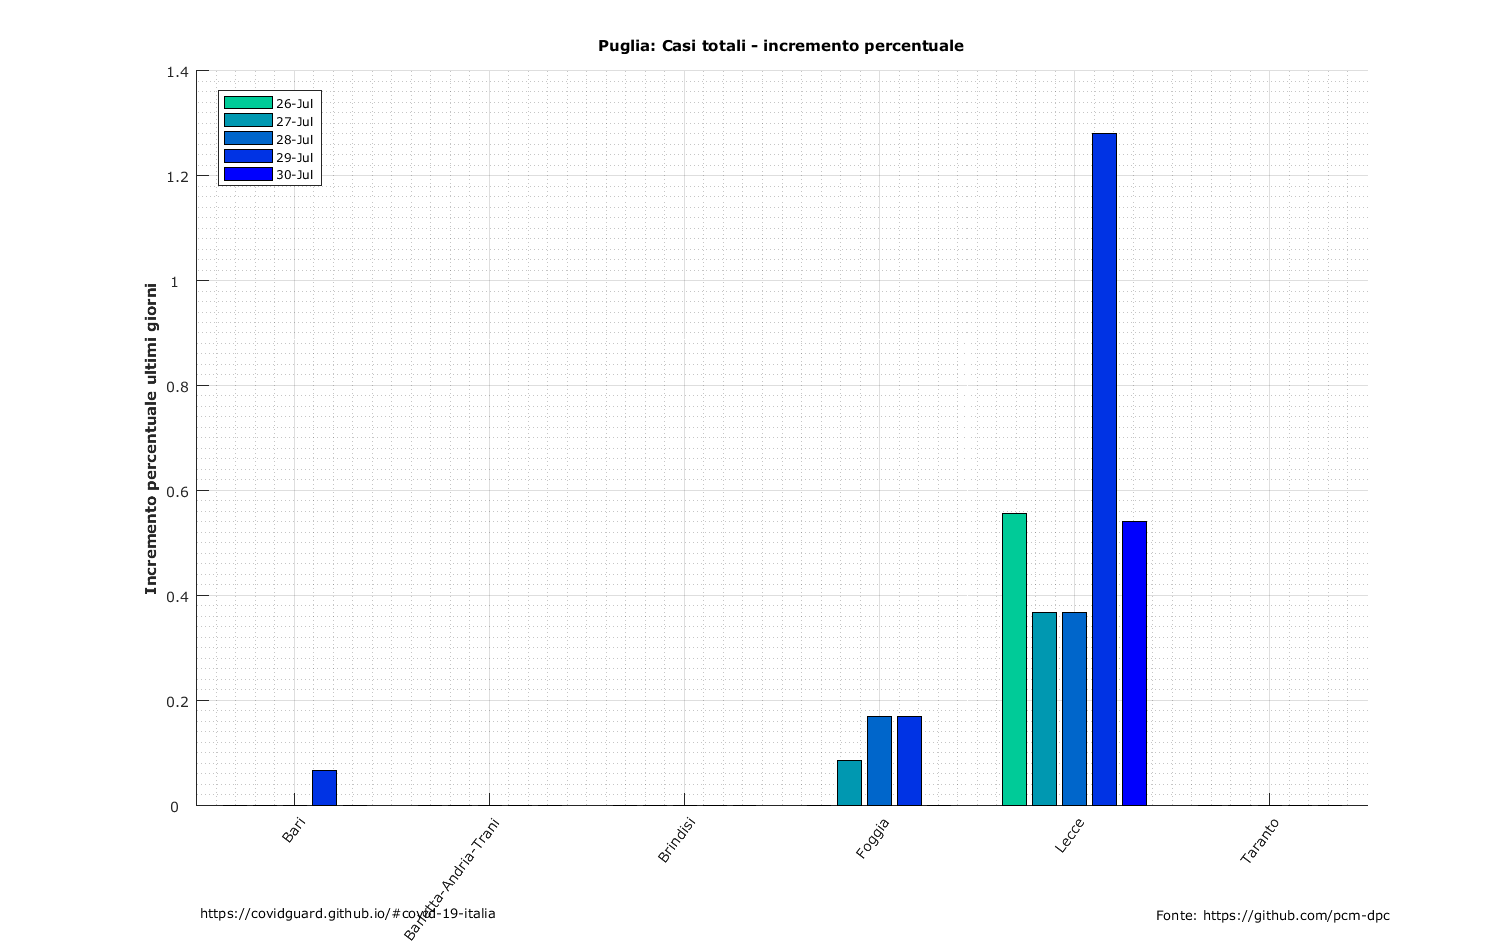 Puglia: Casi totali - incremento percentuale
1.4
1.2
1
0.8
0.6
0.4
0.2
0
Incremento percentuale ultimi giorni
26-Jul
27-Jul
28-Jul
29-Jul
30-Jul
Bari
Barletta-Andria-Trani
Brindisi
Foggia
Lecce
Taranto
https://covidguard.github.io/#covid-19-italia
Fonte: https://github.com/pcm-dpc